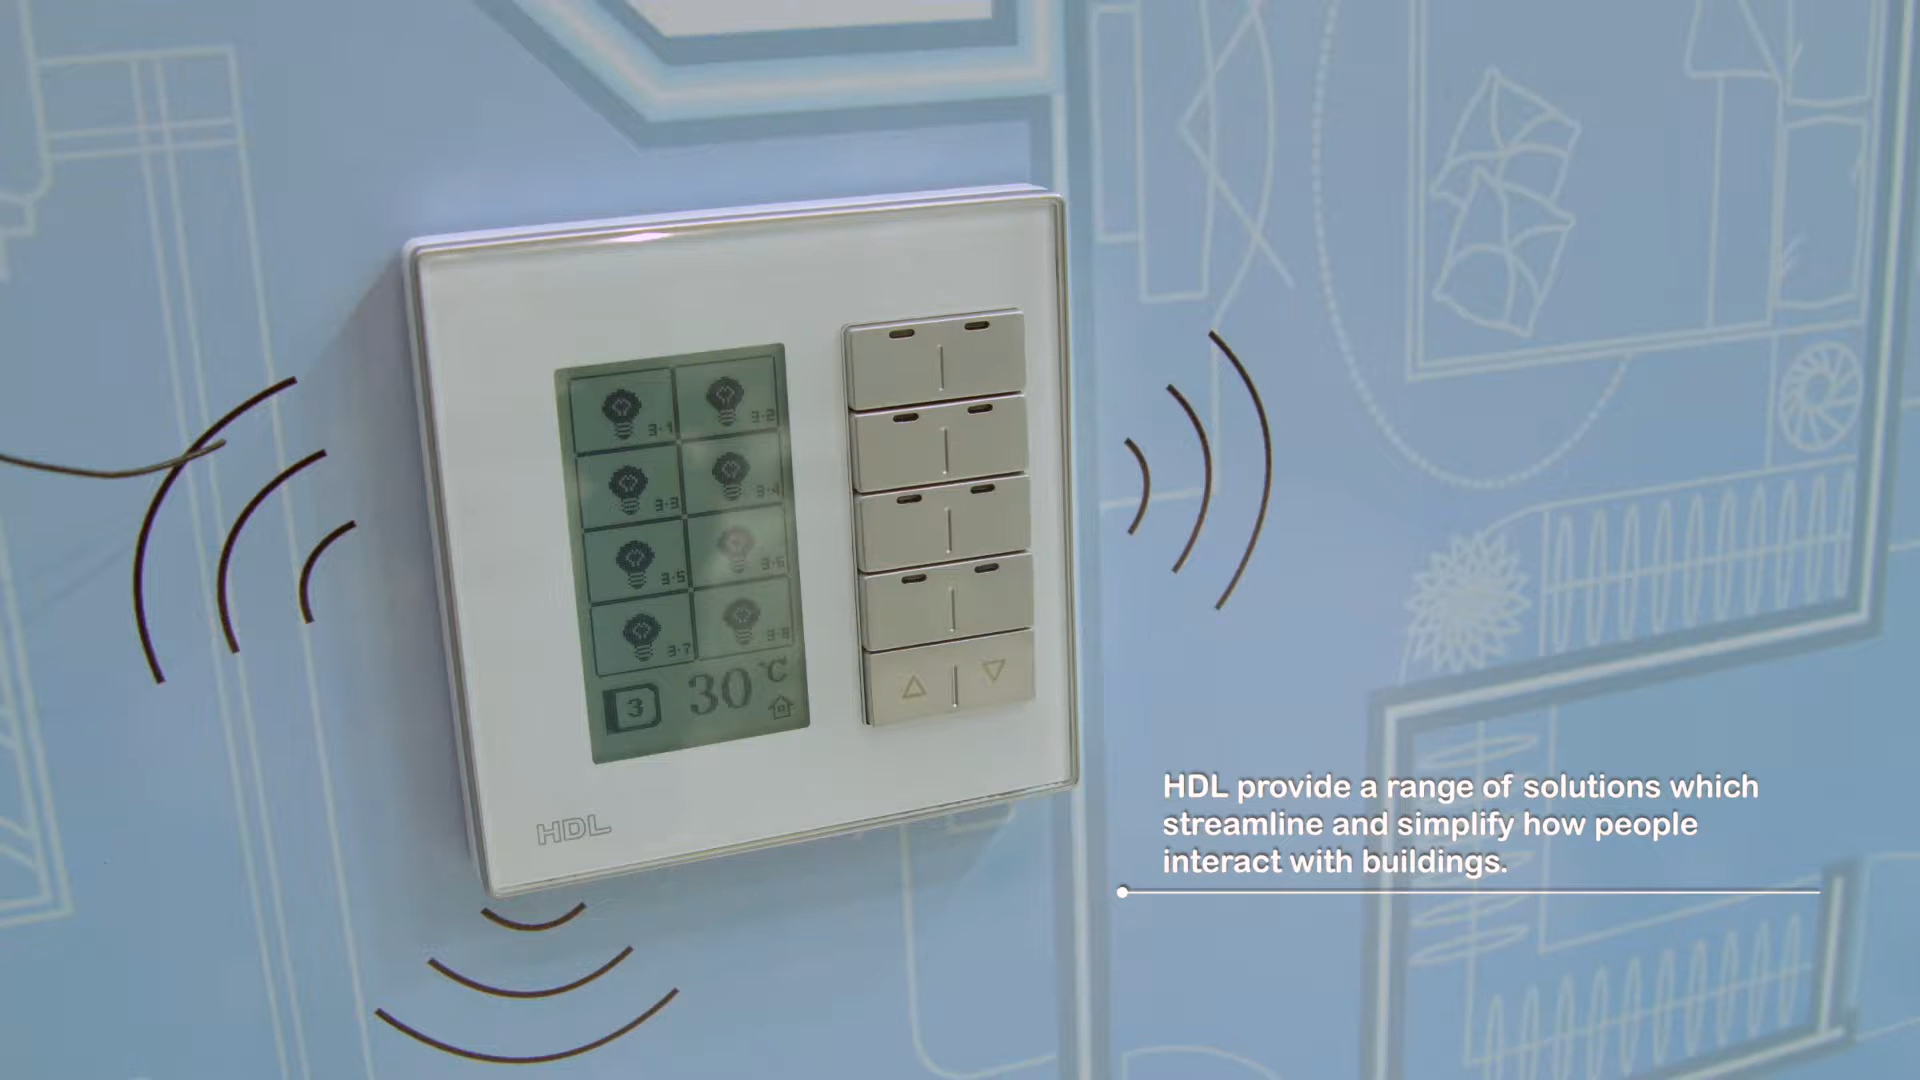 3-1
3-2
3-3
3-4
3-5
3-6
3-7
3-8
3
30 °C
HDL
HDL provide a range of solutions which
streamline and simplify how people
interact with buildings.